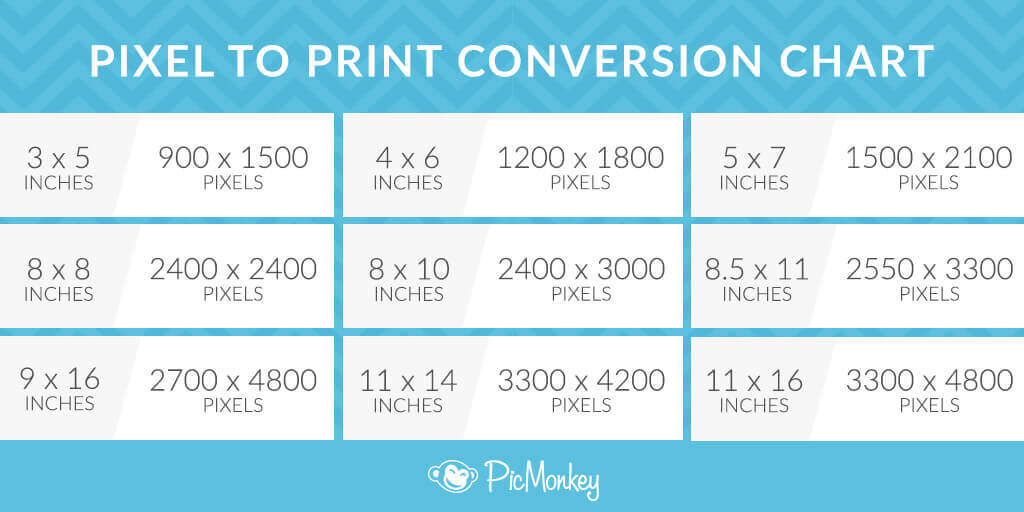 PIXEL TO PRINT CONVERSION CHART
3 x 5
INCHES
900 x 1500
PIXELS
4 x 6
INCHES
1200 x 1800
PIXELS
5 x 7
INCHES
1500 x 2100
PIXELS
8 x 8
INCHES
2400 x 2400
PIXELS
8 x 10
INCHES
2400 x 3000
PIXELS
8.5 x 11
INCHES
2550 x 3300
PIXELS
9 x 16
INCHES
2700 x 4800
PIXELS
11 x 14
INCHES
3300 x 4200
PIXELS
11 x 16
INCHES
3300 x 4800
PIXELS
PicMonkey